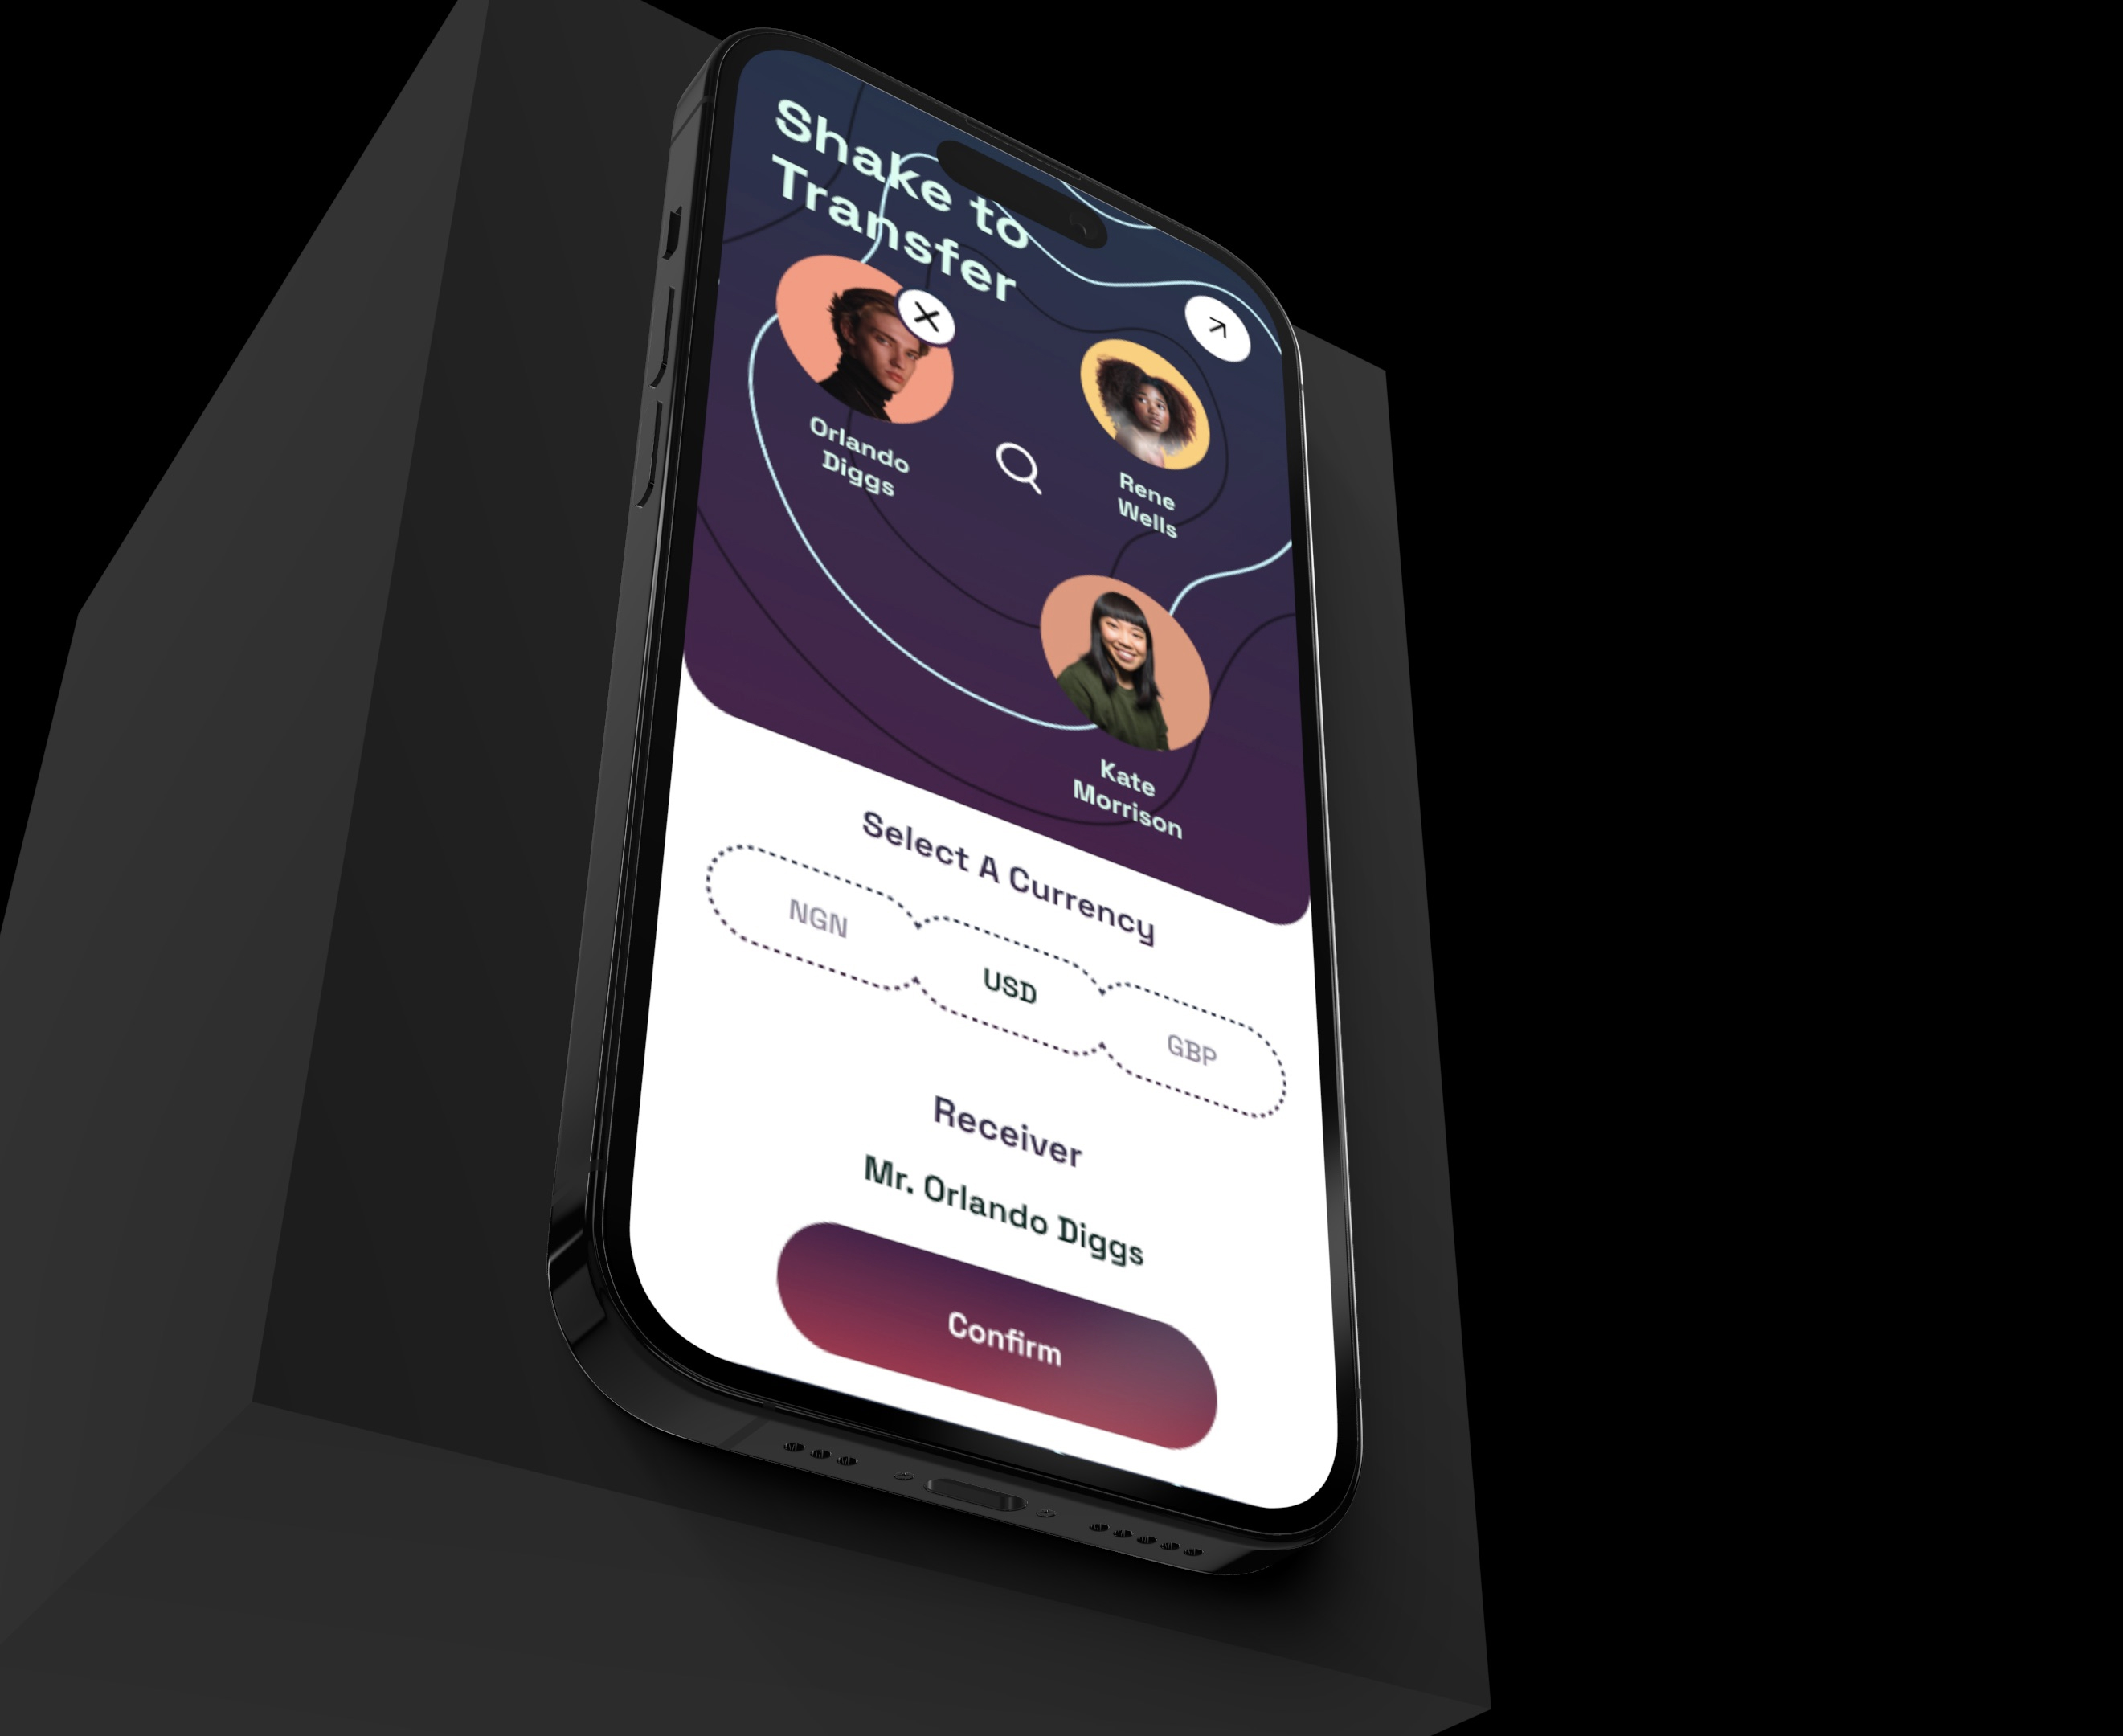 Shake to
Transfer
Orlando
Diggs
Rene
Wells
Kate
Morrison
Select A Currency
NGN
USD
GBP
Receiver
Mr. Orlando Diggs
Confirm